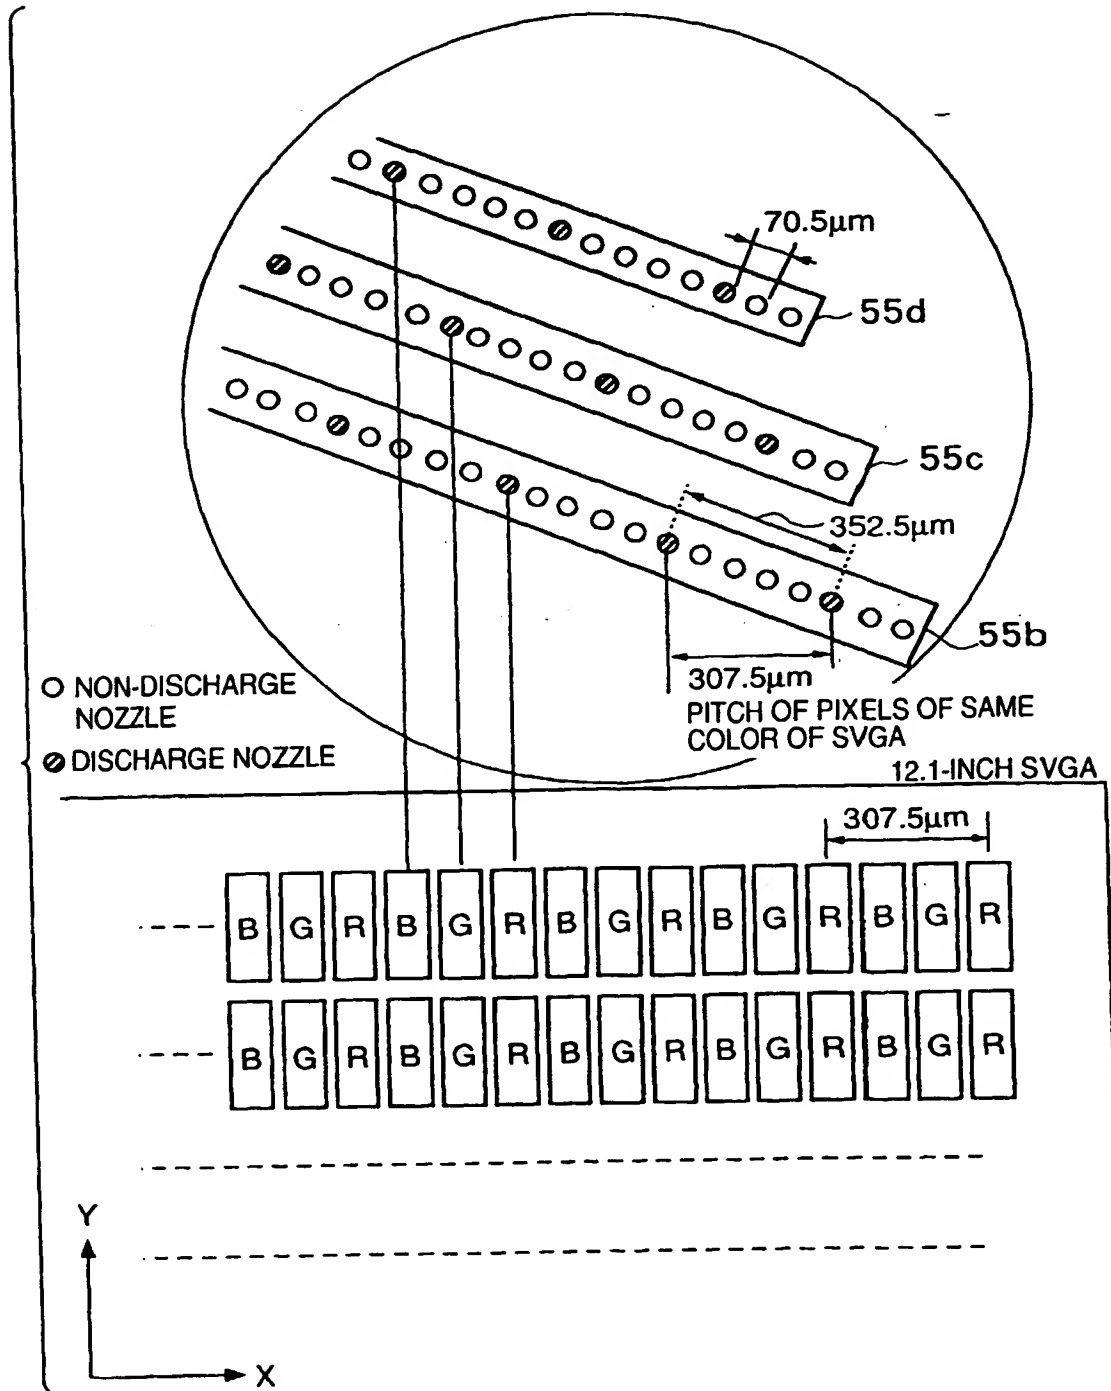 70.5μm
55d
55c
352.5μm
55b
307.5μm
PITCH OF PIXELS OF SAME
COLOR OF SVGA
NON-DISCHARGE
NOZZLE
DISCHARGE NOZZLE
12.1-INCH SVGA
307.5μm
B G R B G R B G R B G R B G R
B G R B G R B G R B G R B G R
Y
X